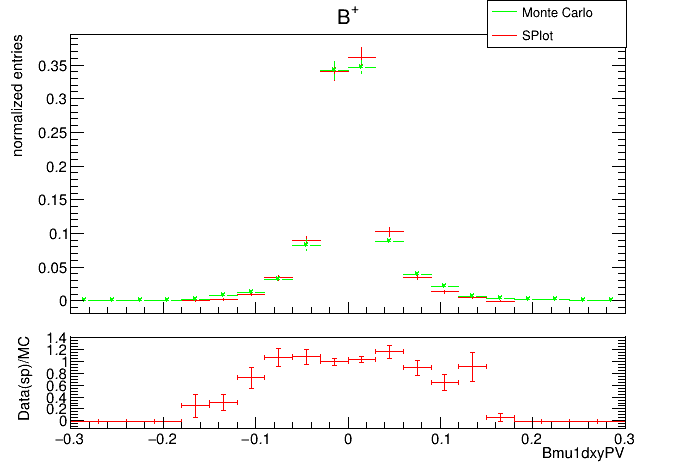 B⁺
Monte Carlo
SPlot
normalized entries
0.35
0.3
0.25
0.2
0.15
0.1
0.05
0
Data(sp)/MC
1.4
1.2
1
0.8
0.6
0.4
0.2
0
−0.3 −0.2 −0.1 0 0.1 0.2 0.3
Bmu1dxyPV